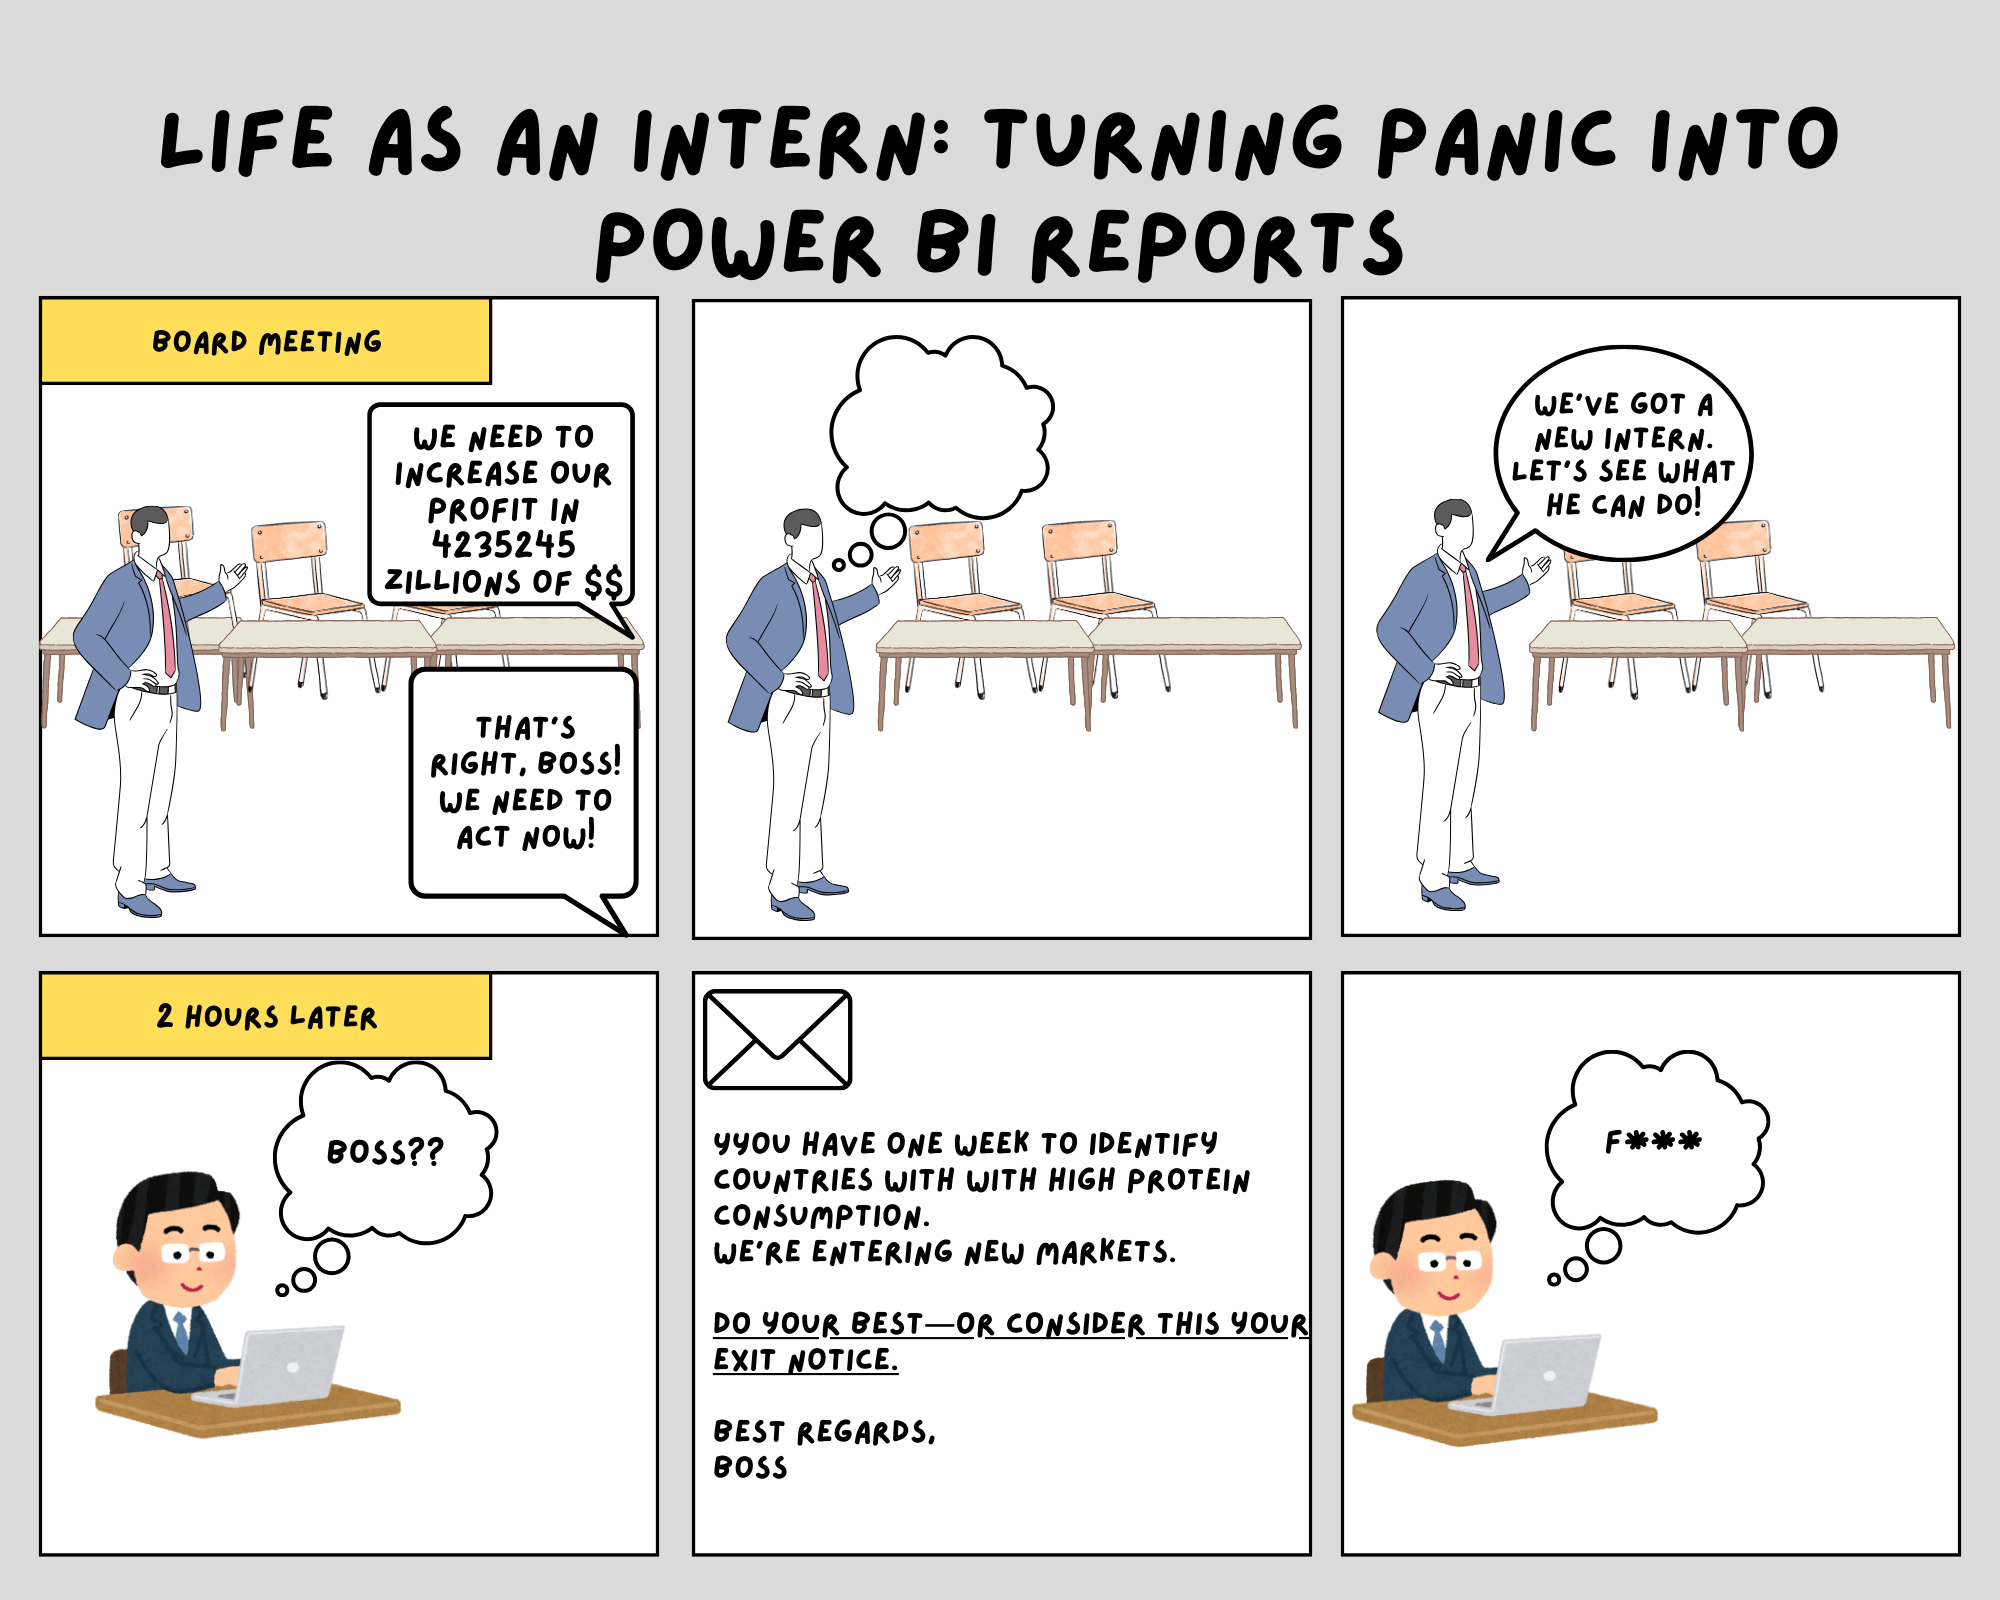 LIFE AS AN INTERN: TURNING PANIC INTO
POWER BI REPORTS
BOARD MEETING
WE NEED TO
INCREASE OUR
PROFIT IN
4235245
ZILLIONS OF $$
THAT'S
RIGHT, BOSS!
WE NEED TO
ACT NOW!
WE'VE GOT A
NEW INTERN.
LET'S SEE WHAT
HE CAN DO!
2 HOURS LATER
BOSS??
YYOU HAVE ONE WEEK TO IDENTIFY
COUNTRIES WITH WITH HIGH PROTEIN
CONSUMPTION.
WE'RE ENTERING NEW MARKETS.
DO YOUR BEST—OR CONSIDER THIS YOUR
EXIT NOTICE.
BEST REGARDS,
BOSS
F***